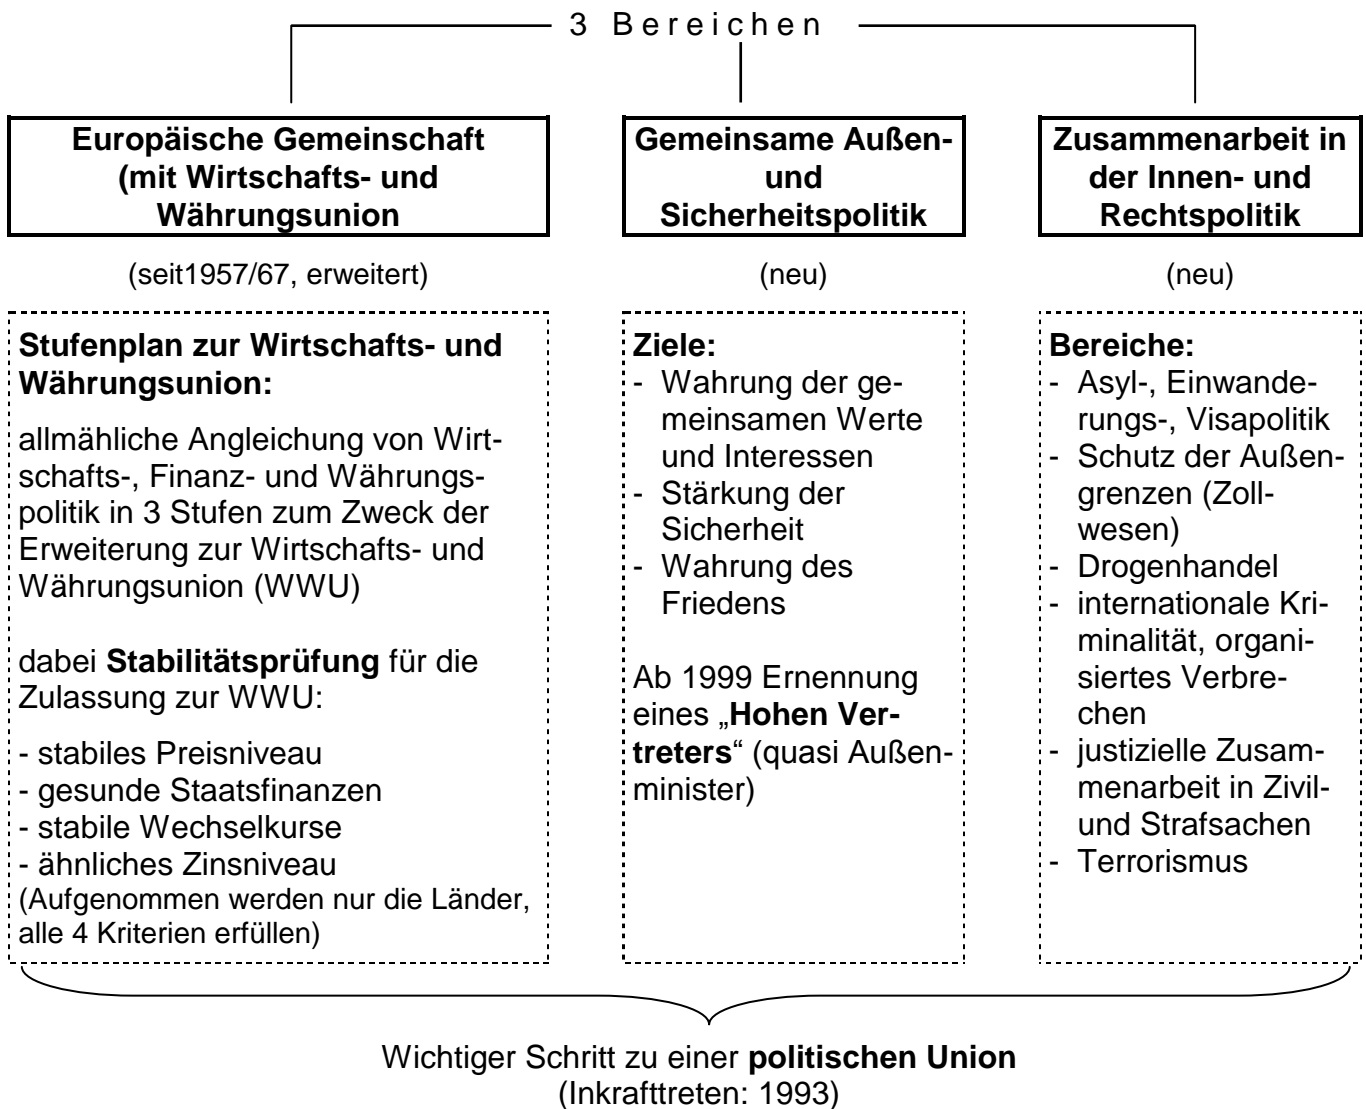 3 Bereichen
Europäische Gemeinschaft
(mit Wirtschafts- und
Währungsunion
(seit1957/67, erweitert)
Stufenplan zur Wirtschafts- und
Währungsunion:
allmähliche Angleichung von Wirt-
schafts-, Finanz- und Währungs-
politik in 3 Stufen zum Zweck der
Erweiterung zur Wirtschafts- und
Währungsunion (WWU)
dabei Stabilitätsprüfung für die
Zulassung zur WWU:
- stabiles Preisniveau
- gesunde Staatsfinanzen
- stabile Wechselkurse
- ähnliches Zinsniveau
(Aufgenommen werden nur die Länder,
alle 4 Kriterien erfüllen)
Gemeinsame Außen-
und
Sicherheitspolitik
(neu)
Ziele:
- Wahrung der ge-
meinsamen Werte
und Interessen
- Stärkung der
Sicherheit
- Wahrung des
Friedens
Ab 1999 Ernennung
eines „Hohen Ver-
treters“ (quasi Außen-
minister)
Zusammenarbeit in
der Innen- und
Rechtspolitik
(neu)
Bereiche:
- Asyl-, Einwande-
rungs-, Visapolitik
- Schutz der Außen-
grenzen (Zoll-
wesen)
- Drogenhandel
- internationale Kri-
minalität, organi-
siertes Verbre-
chen
- justizielle Zusam-
menarbeit in Zivil-
und Strafsachen
- Terrorismus
Wichtiger Schritt zu einer politischen Union
(Inkrafttreten: 1993)